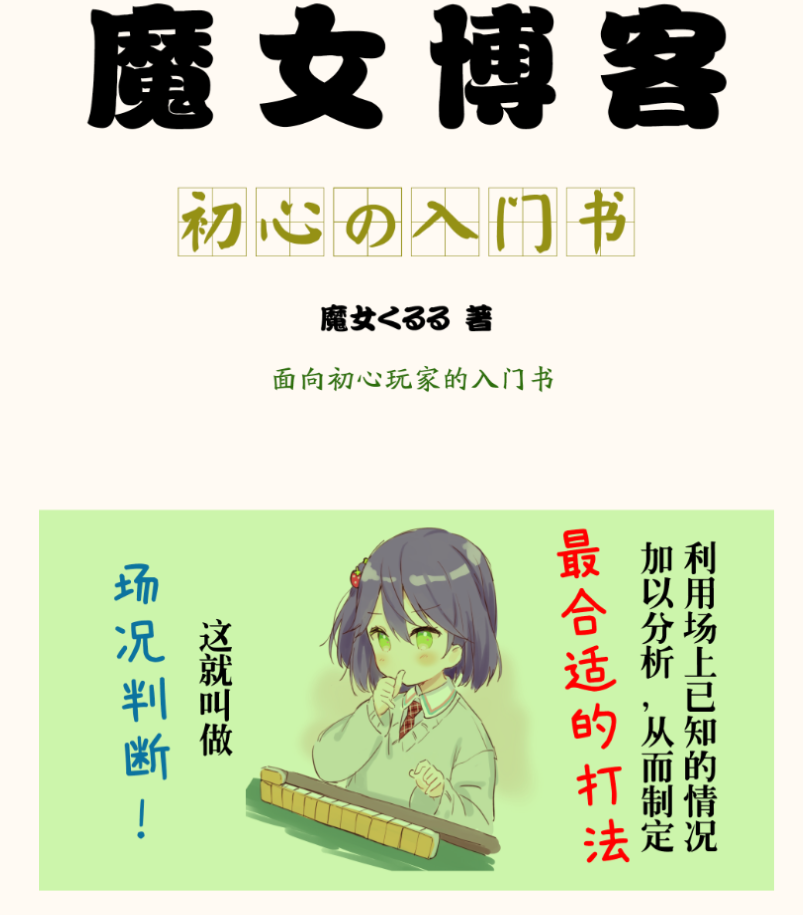 魔女博客
初心の入门书
魔女くるる 著
面向初心玩家的入门书
利用场上已知的情况
加以分析，从而制定
最合适的打法
这就叫做
场况判断！